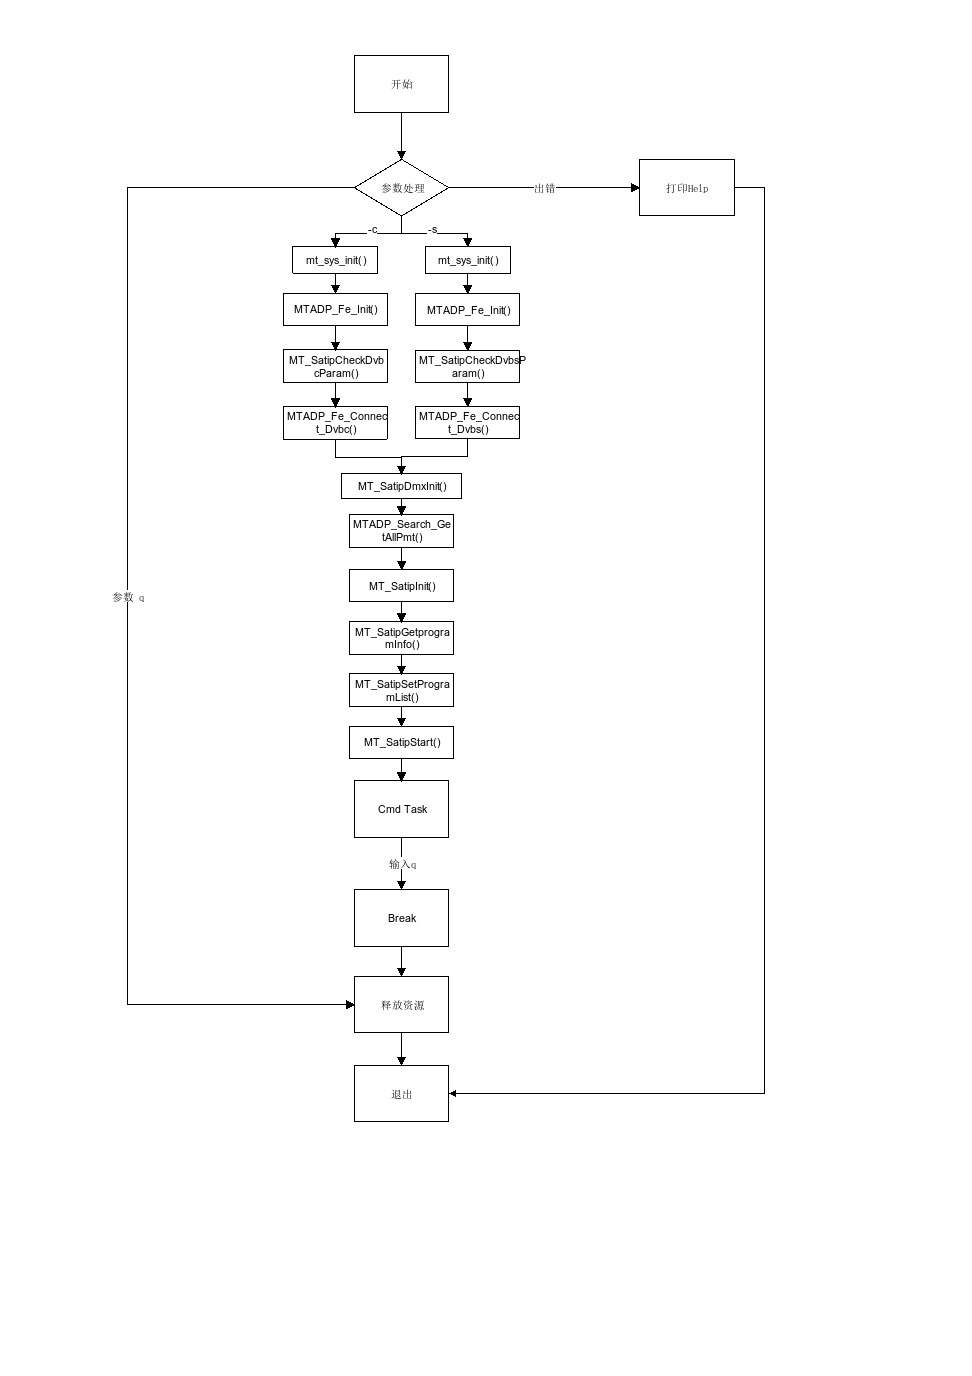 开始
参数处理
出错
打印Help
-c
-s
mt_sys_init()
mt_sys_init()
MTADP_Fe_Init()
MTADP_Fe_Init()
MT_SatipCheckDvb
cParam()
MT_SatipCheckDvbsP
aram()
MTADP_Fe_Connec
t_Dvbc()
MTADP_Fe_Connec
t_Dvbs()
MT_SatipDmxInit()
MTADP_Search_Ge
tAllPmt()
MT_SatipInit()
参数 q
MT_SatipGetprogra
mInfo()
MT_SatipSetProgra
mList()
MT_SatipStart()
Cmd Task
输入q
Break
释放资源
退出